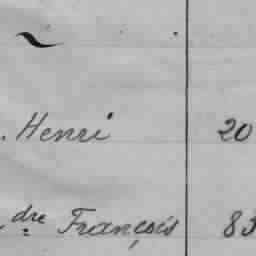 . Henri 20
dre François 83